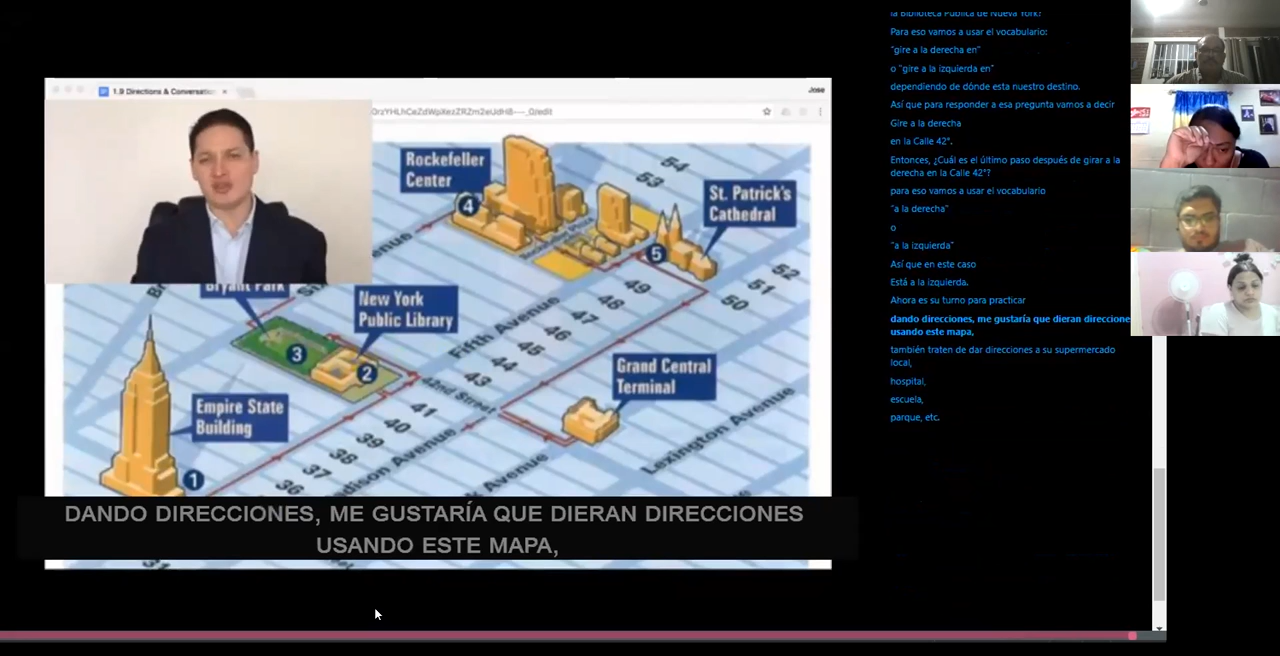 1.9 Directions & Conversatio
Jose
GrzYHLhCeZdWpXezZRZm2eUdH8----_Q/edit
Rockefeller
Center
4
54
53
St. Patrick's
Cathedral
5
52
51
50
49
48
47
46
45
44
43
Fifth Avenue
Bryant Park
New York
Public Library
3
2
42nd Street
Grand Central
Terminal
Empire State
Building
1
41
40
39
38
37
36
Lexington Avenue
DANDO DIRECCIONES, ME GUSTARÍA QUE DIERAN DIRECCIONES
USANDO ESTE MAPA,
31
la Biblioteca Pública de Nueva York?
Para eso vamos a usar el vocabulario:
"gire a la derecha en"
o "gire a la izquierda en"
dependiendo de dónde esta nuestro destino.
Así que para responder a esa pregunta vamos a decir
Gire a la derecha
en la Calle 42ª.
Entonces, ¿Cuál es el último paso después de girar a la
derecha en la Calle 42ª?
para eso vamos a usar el vocabulario
"a la derecha"
o
"a la izquierda"
Así que en este caso
Está a la izquierda.
Ahora es su turno para practicar
dando direcciones, me gustaría que dieran direccione
usando este mapa,
también traten de dar direcciones a su supermercado
local,
hospital,
escuela,
parque, etc.